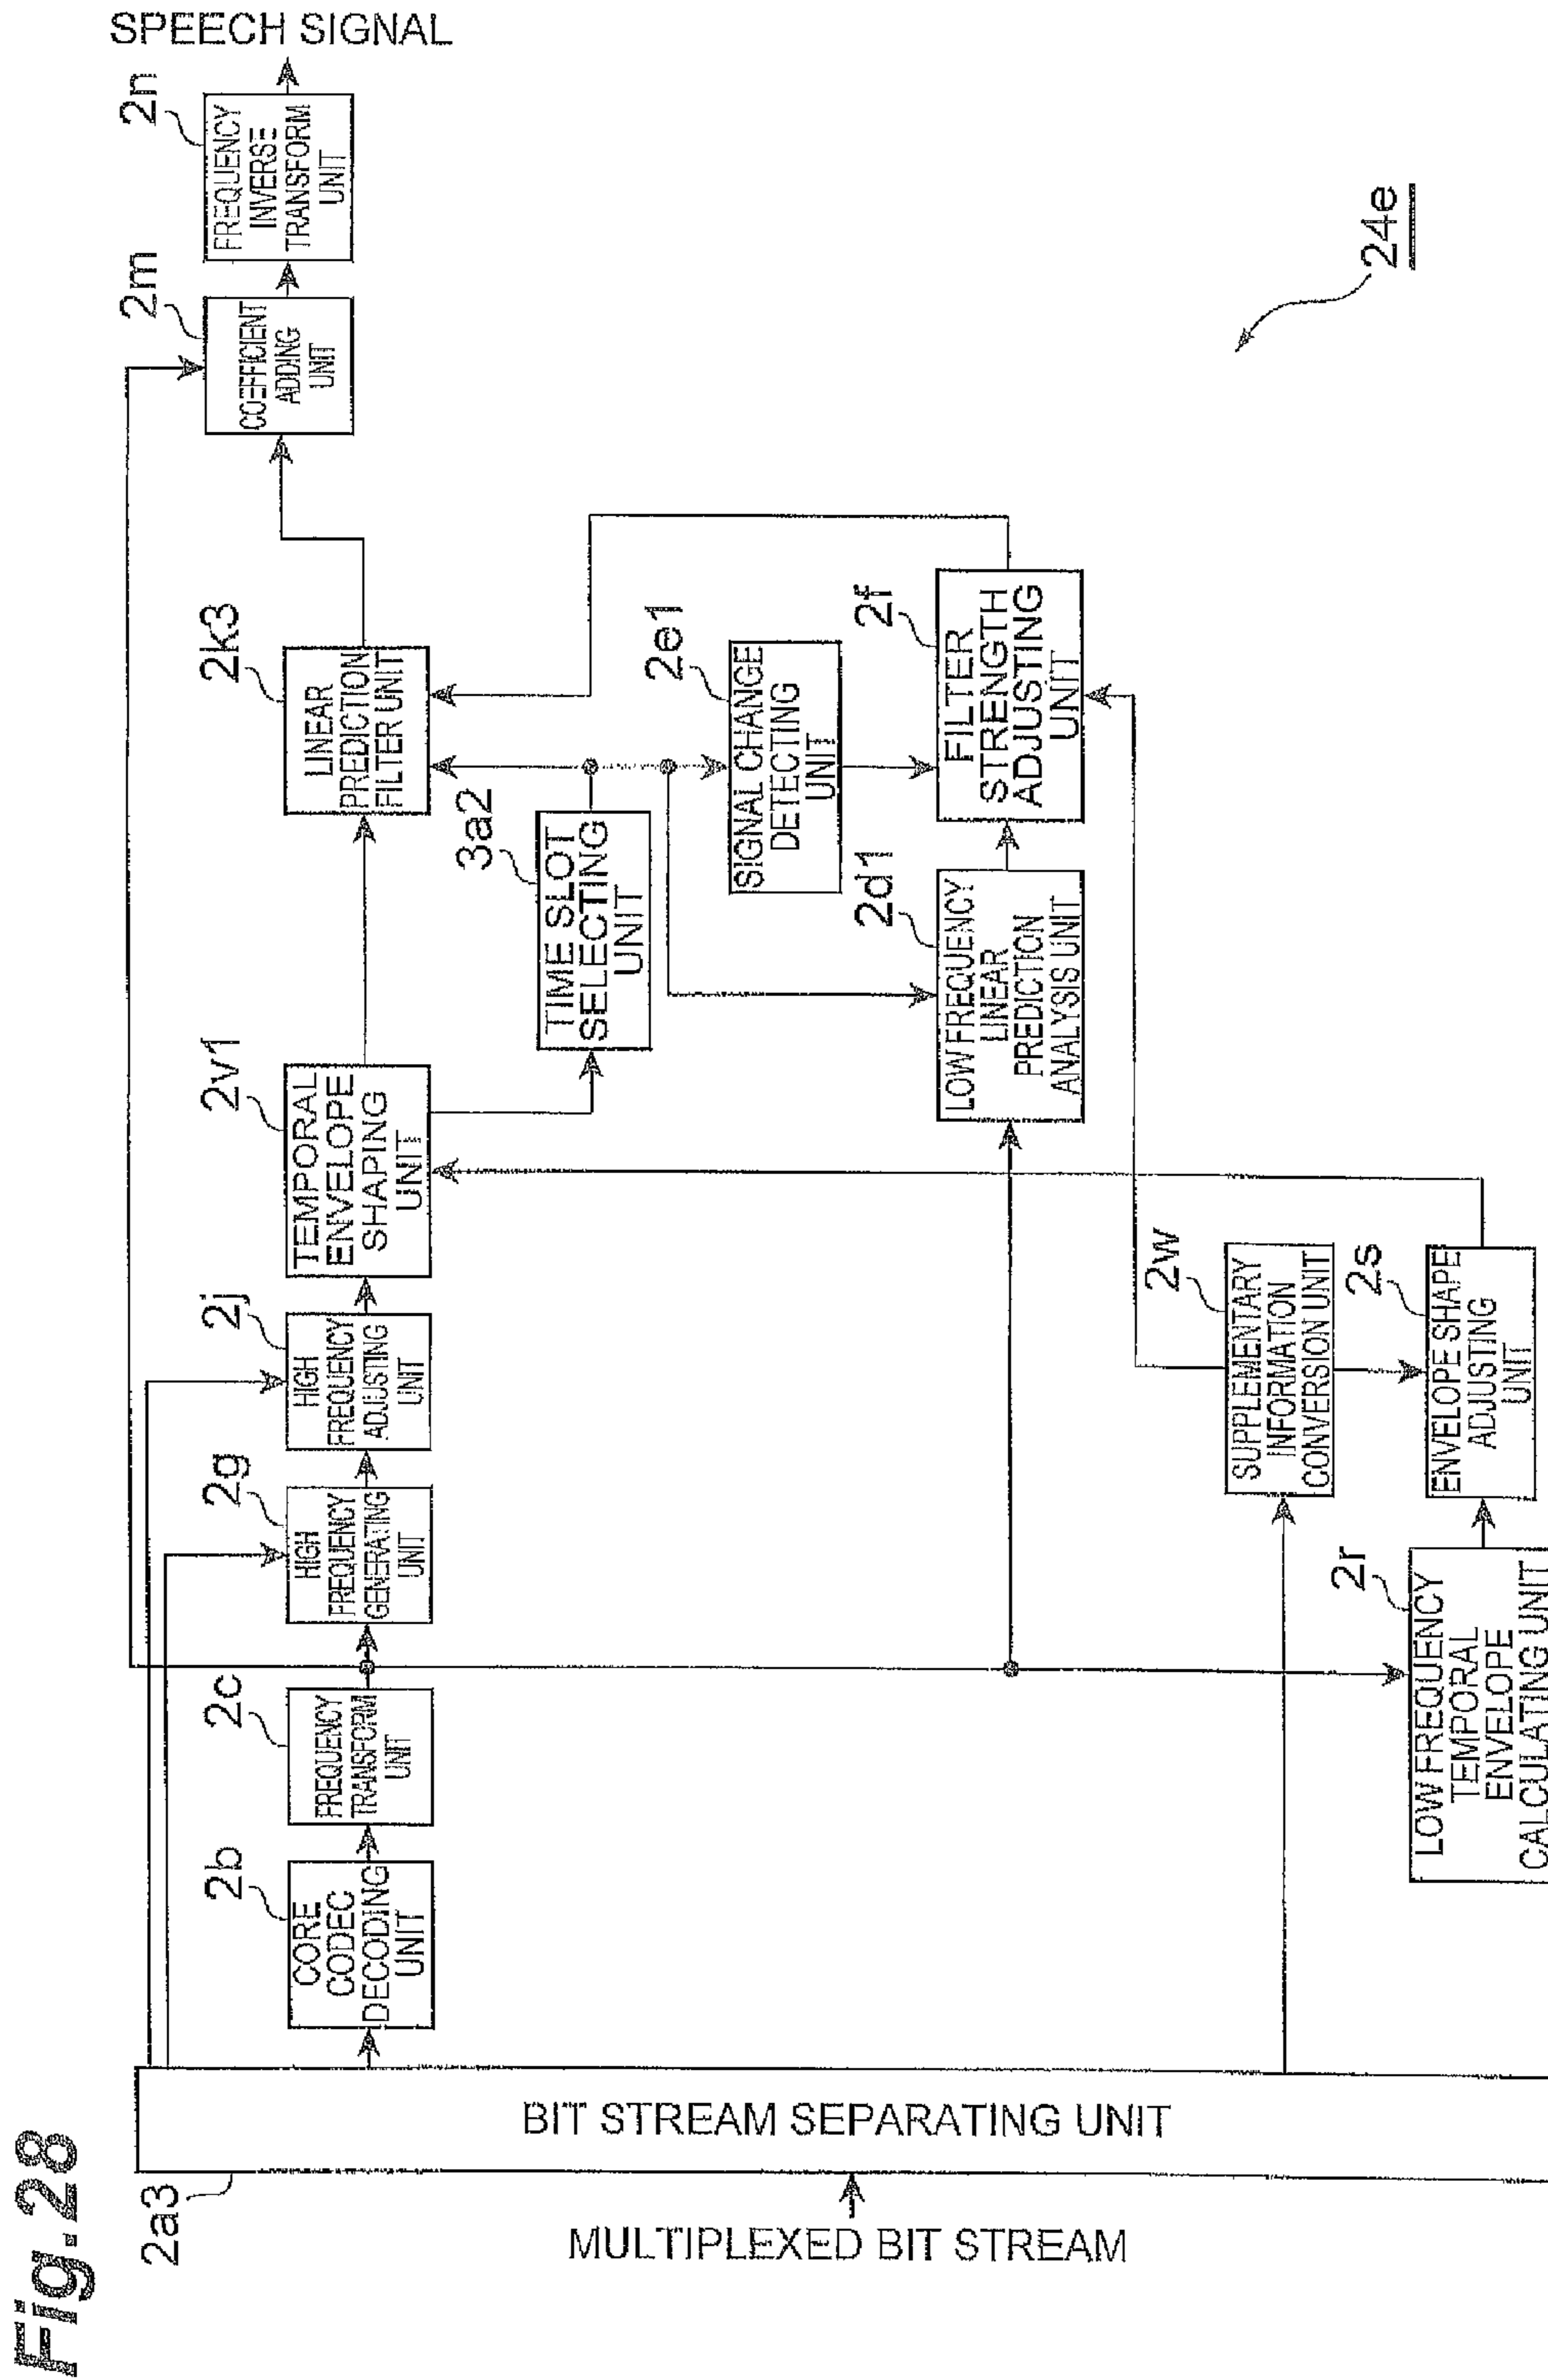 Fig.28
SPEECH SIGNAL
2n
FREQUENCY
INVERSE
TRANSFORM
UNIT
2m
COEFFICIENT
ADDING
UNIT
2k3
LINEAR
PREDICTION
FILTER UNIT
3a2
TIME SLOT
SELECTING
UNIT
2e1
SIGNAL CHANGE
DETECTING
UNIT
2f
FILTER
STRENGTH
ADJUSTING
UNIT
2d1
LOW FREQUENCY
LINEAR
PREDICTION
ANALYSIS UNIT
24e
2v1
TEMPORAL
ENVELOPE
SHAPING
UNIT
2j
HIGH
FREQUENCY
ADJUSTING
UNIT
2g
HIGH
FREQUENCY
GENERATING
UNIT
2c
FREQUENCY
TRANSFORM
UNIT
2b
CORE
CODEC
DECODING
UNIT
2w
SUPPLEMENTARY
INFORMATION
CONVERSION UNIT
2s
ENVELOPE SHAPE
ADJUSTING
UNIT
2r
LOW FREQUENCY
TEMPORAL
ENVELOPE
CALCULATING UNIT
2a3
BIT STREAM SEPARATING UNIT
MULTIPLEXED BIT STREAM